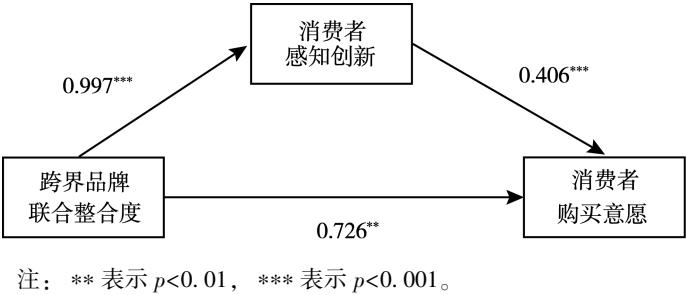 消费者
感知创新
0.997***
0.406***
跨界品牌
联合整合度
消费者
购买意愿
0.726**
注：** 表示 p<0.01，*** 表示 p<0.001。